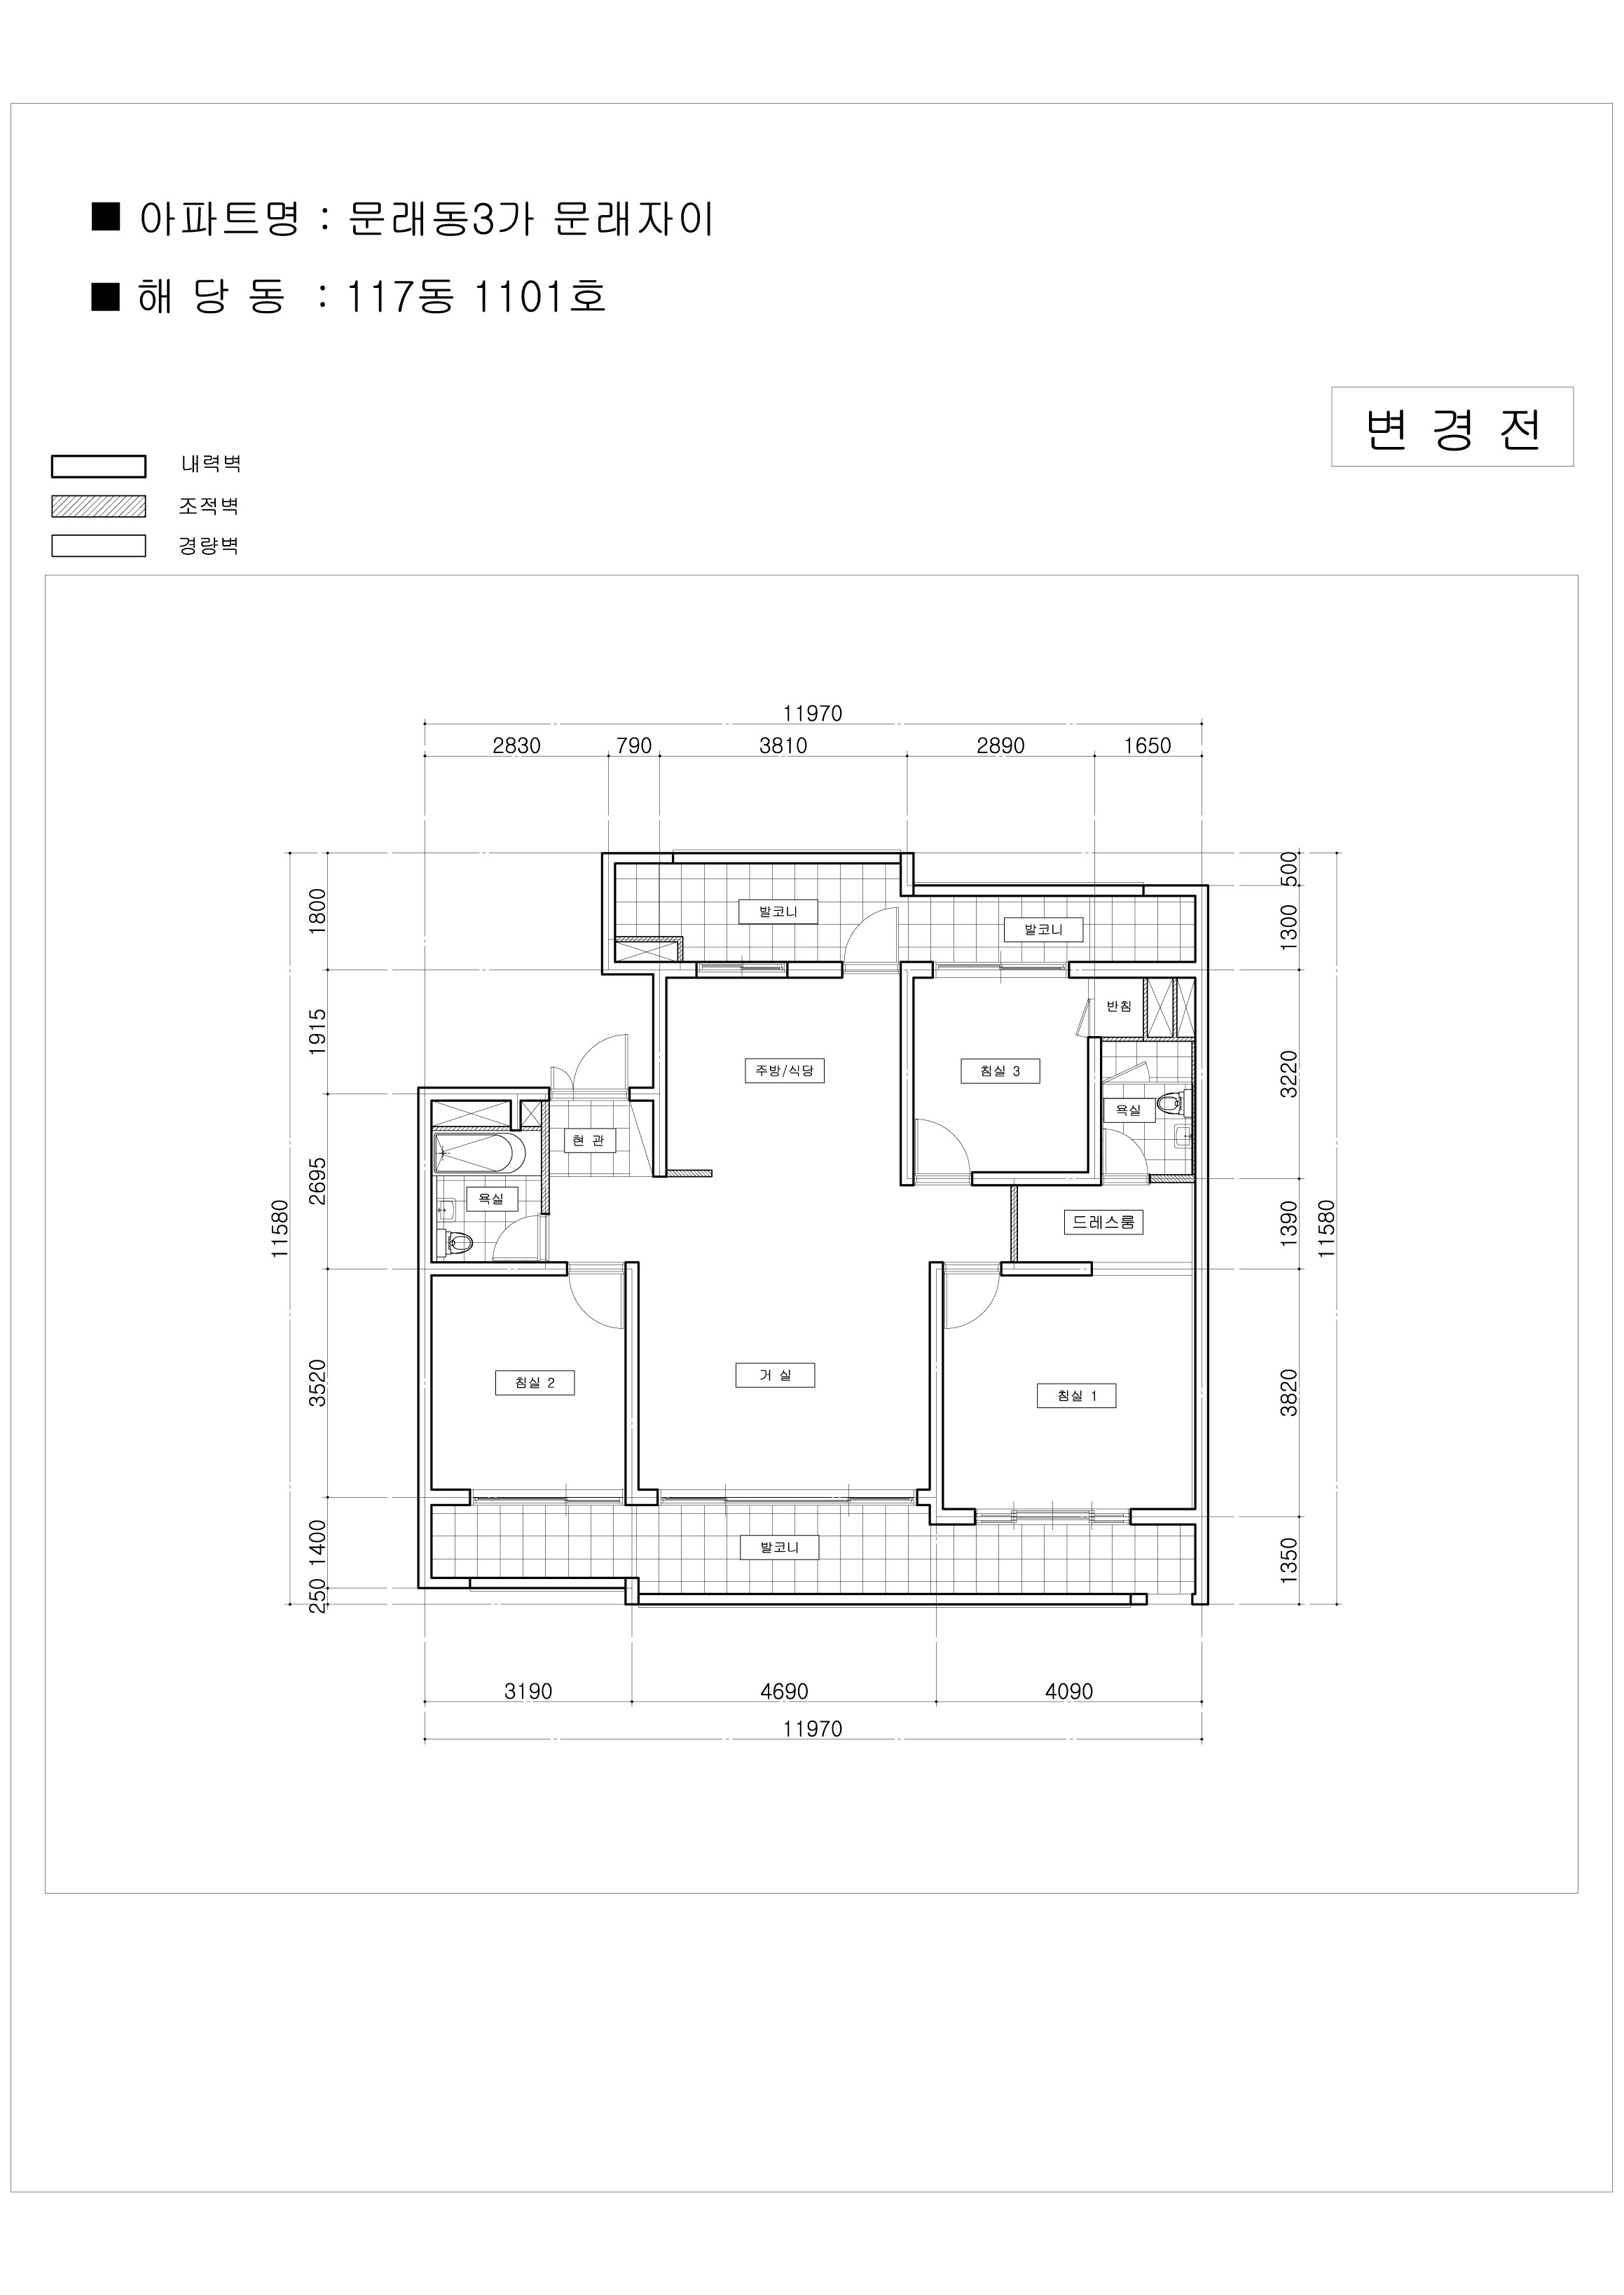 ■ 아파트명 : 문래동3가 문래자이
■ 해 당 동 : 117동 1101호
변 경 전
내력벽
조적벽
경량벽
11970
2830 790 3810 2890 1650
1800
1915
2695
3520
1400
250
11580
500
1300
3220
1390
3820
1350
11580
발코니
발코니
반침
주방/식당
침실 3
욕실
현 관
욕실
드레스룸
거 실
침실 2
침실 1
발코니
3190 4690 4090
11970